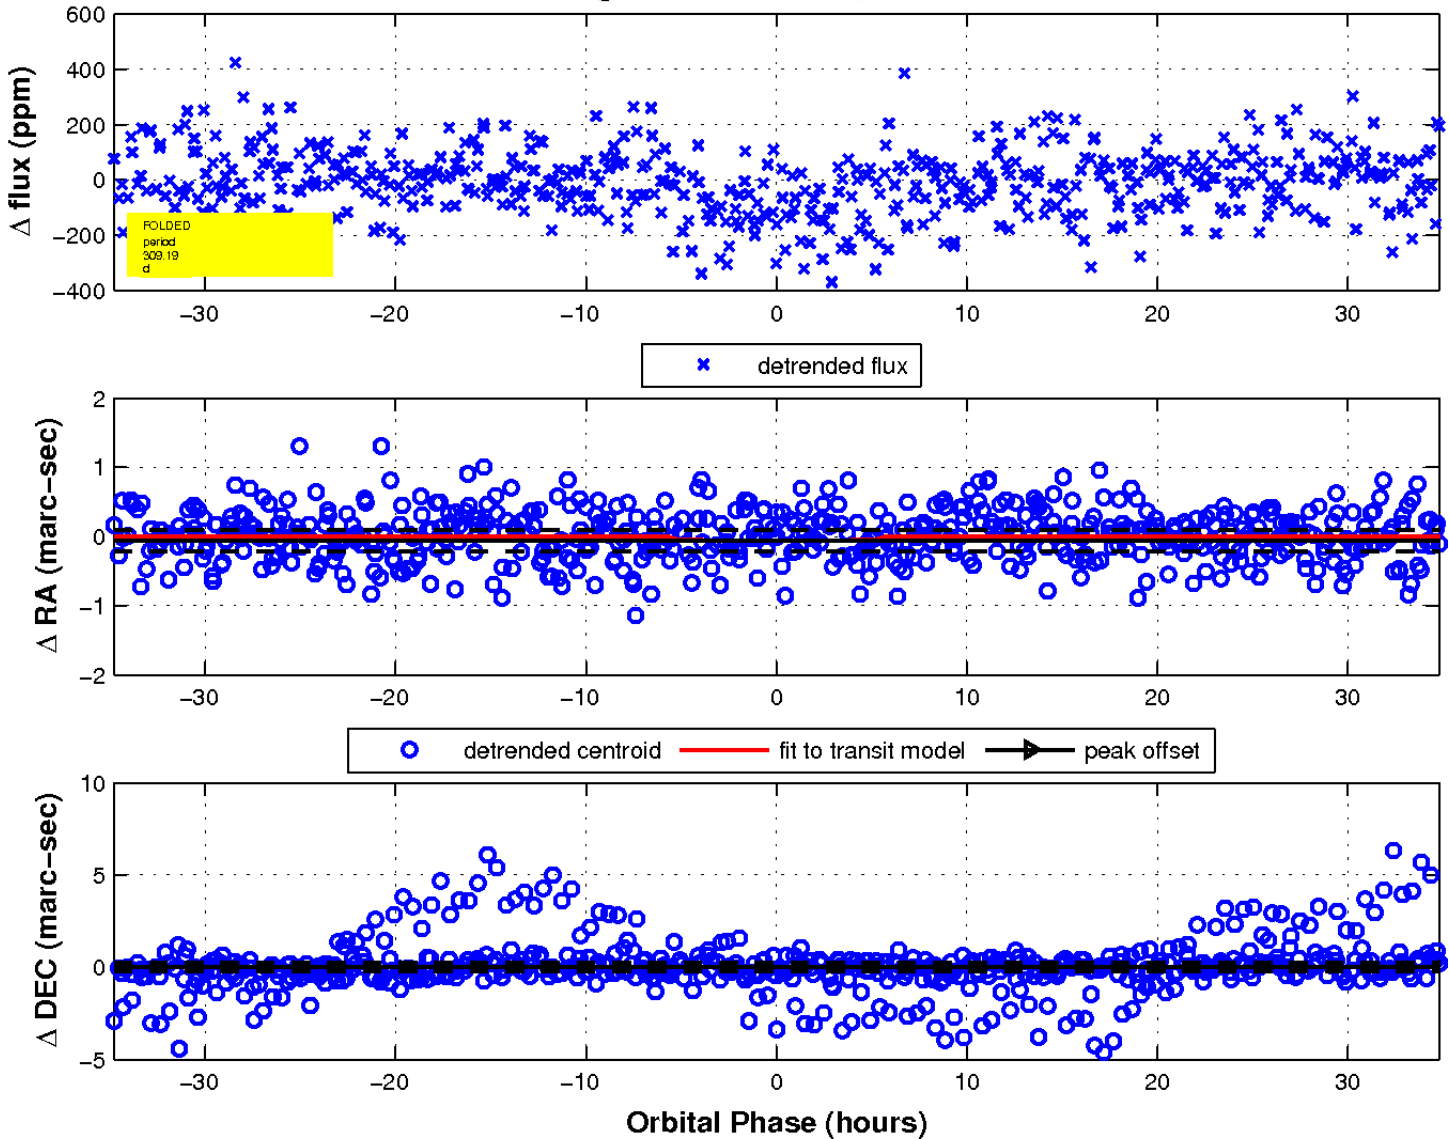 600
400
200
0
−200
−400
Δ flux (ppm)
FOLDED
period
309.19
d
−30 −20 −10 0 10 20 30
detrended flux
2
1
0
−1
−2
Δ RA (marc−sec)
−30 −20 −10 0 10 20 30
detrended centroid fit to transit model peak offset
10
5
0
−5
Δ DEC (marc−sec)
−30 −20 −10 0 10 20 30
Orbital Phase (hours)